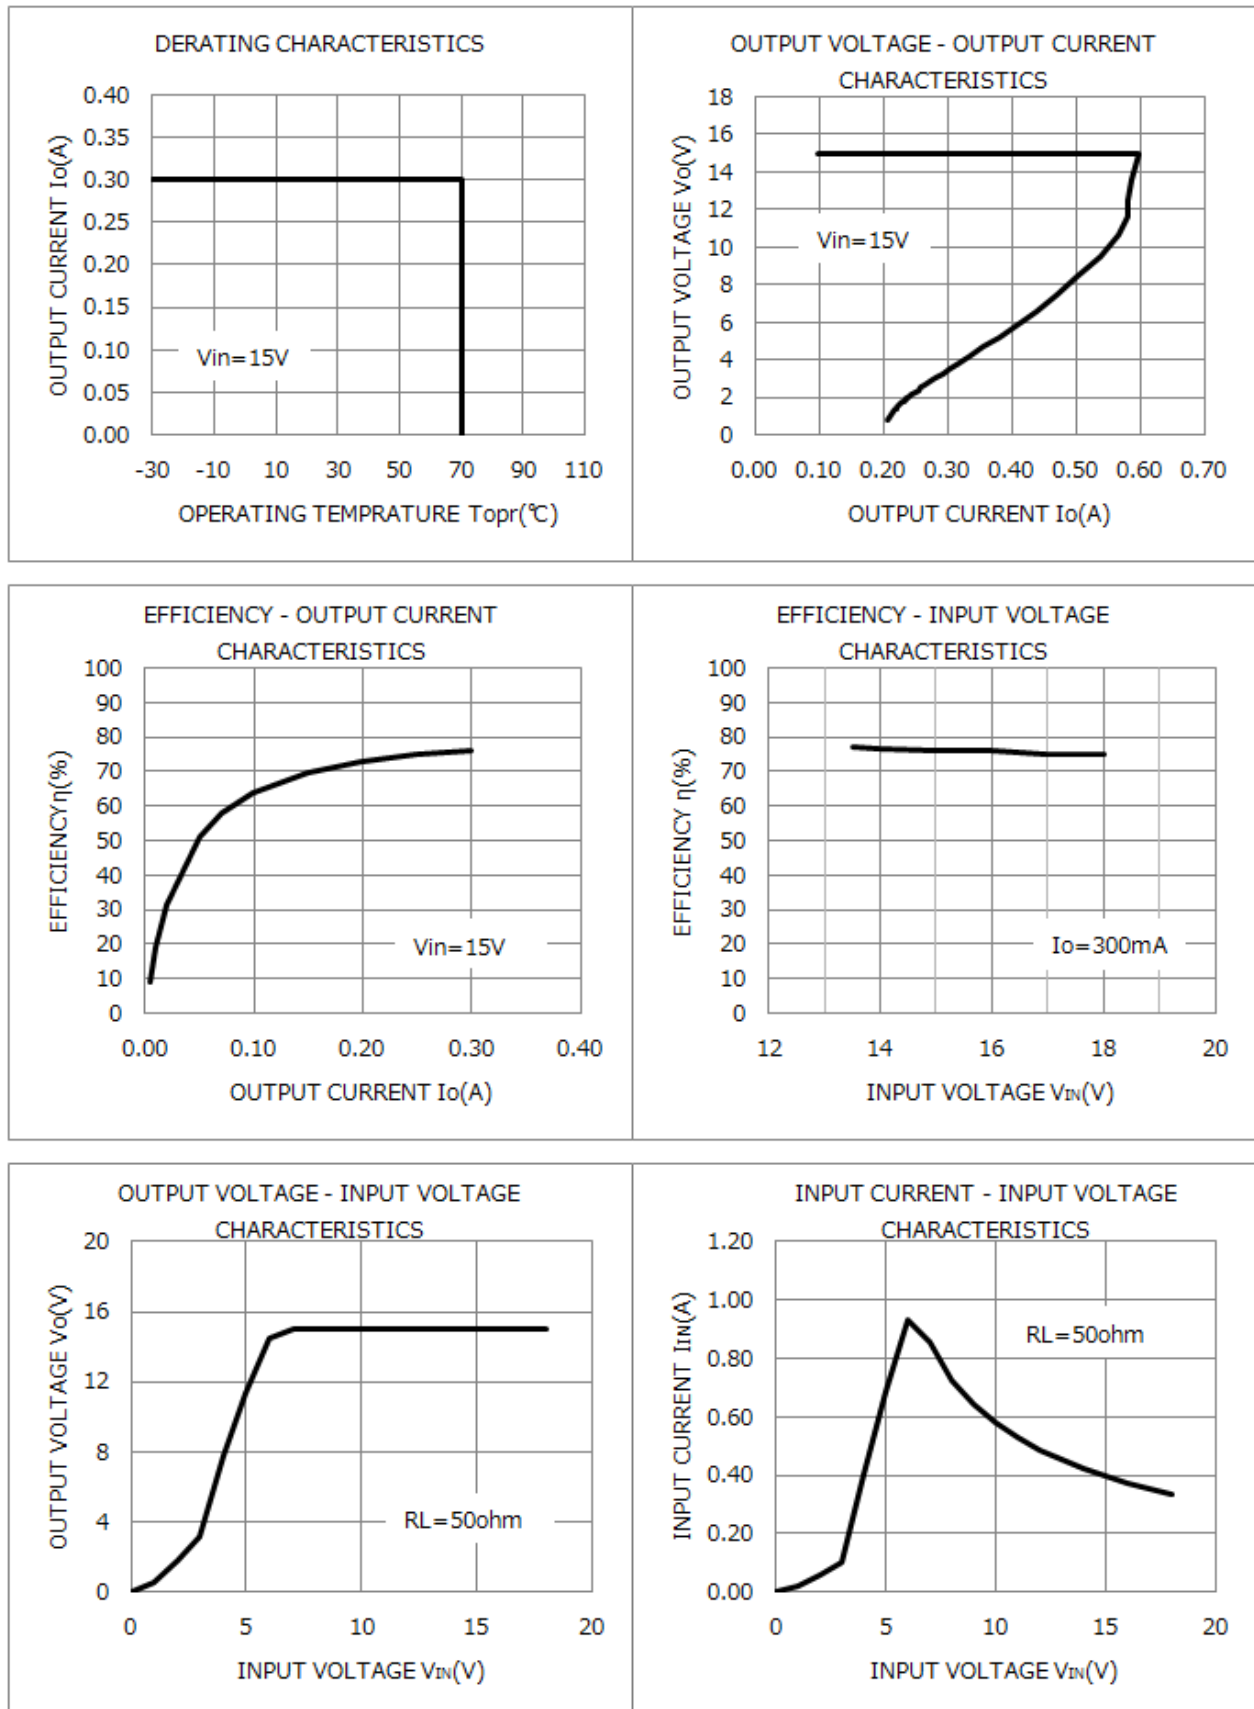 DERATING CHARACTERISTICS
0.40
0.35
0.30
0.25
0.20
0.15
0.10
0.05
0.00
OUTPUT CURRENT Io(A)
Vin=15V
-30 -10 10 30 50 70 90 110
OPERATING TEMPRATURE Topr(℃)
OUTPUT VOLTAGE - OUTPUT CURRENT
CHARACTERISTICS
18
16
14
12
10
8
6
4
2
0
OUTPUT VOLTAGE Vo(V)
Vin=15V
0.00 0.10 0.20 0.30 0.40 0.50 0.60 0.70
OUTPUT CURRENT Io(A)
EFFICIENCY - OUTPUT CURRENT
CHARACTERISTICS
100
90
80
70
60
50
40
30
20
10
0
EFFICIENCYη(%)
Vin=15V
0.00 0.10 0.20 0.30 0.40
OUTPUT CURRENT Io(A)
EFFICIENCY - INPUT VOLTAGE
CHARACTERISTICS
100
90
80
70
60
50
40
30
20
10
0
EFFICIENCY η(%)
Io=300mA
12 14 16 18 20
INPUT VOLTAGE VIN(V)
OUTPUT VOLTAGE - INPUT VOLTAGE
CHARACTERISTICS
20
16
12
8
4
0
OUTPUT VOLTAGE Vo(V)
RL=50ohm
0 5 10 15 20
INPUT VOLTAGE VIN(V)
INPUT CURRENT - INPUT VOLTAGE
CHARACTERISTICS
1.20
1.00
0.80
0.60
0.40
0.20
0.00
INPUT CURRENT IIN(A)
RL=50ohm
0 5 10 15 20
INPUT VOLTAGE VIN(V)